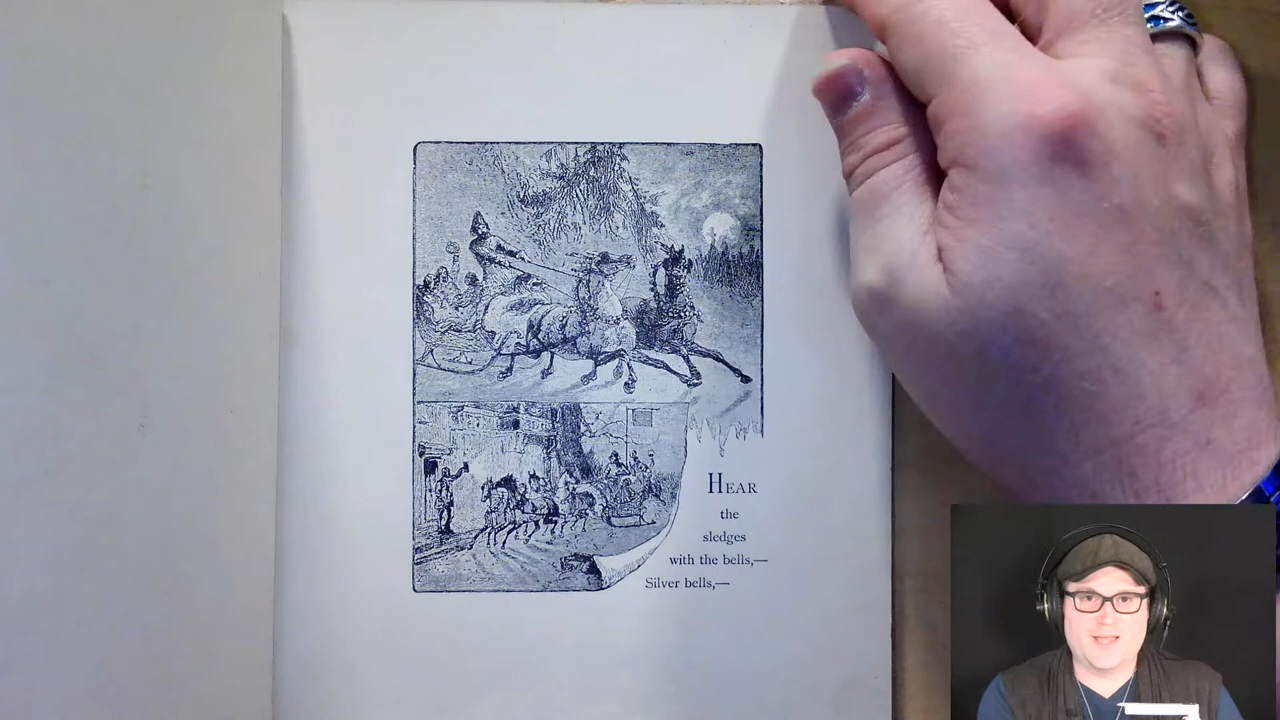 HEAR
the
sledges
with the bells,—
Silver bells,—